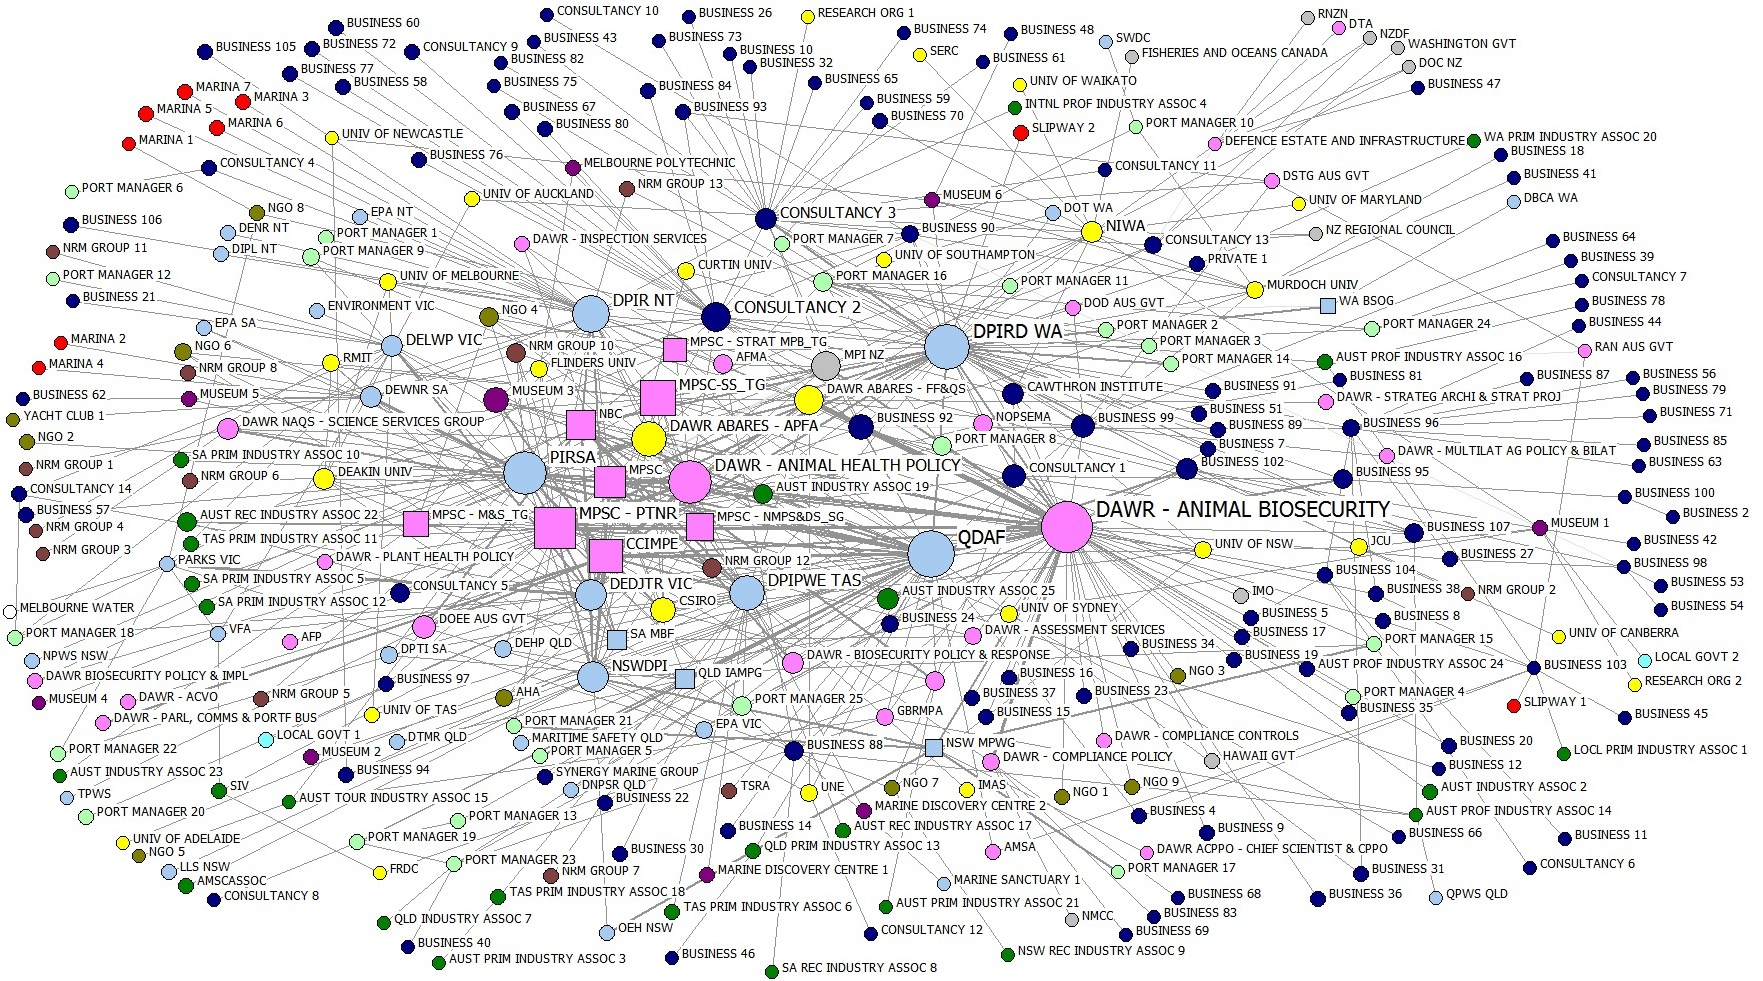 CONSULTANCY 10
BUSINESS 26
RESEARCH ORG 1
RNZN
BUSINESS 60
BUSINESS 74
BUSINESS 48
DTA
BUSINESS 105
BUSINESS 72
CONSULTANCY 9
BUSINESS 43
BUSINESS 73
BUSINESS 10
SERC
SWDC
NZDF
WASHINGTON GVT
BUSINESS 77
BUSINESS 82
BUSINESS 32
BUSINESS 61
FISHERIES AND OCEANS CANADA
DOC NZ
MARINA 7
BUSINESS 58
BUSINESS 75
BUSINESS 84
BUSINESS 65
UNIV OF WAIKATO
BUSINESS 47
MARINA 5
MARINA 3
BUSINESS 67
BUSINESS 93
BUSINESS 59
INTNL PROF INDUSTRY ASSOC 4
MARINA 6
BUSINESS 80
BUSINESS 70
SLIPWAY 2
PORT MANAGER 10
MARINA 1
UNIV OF NEWCASTLE
DEFENCE ESTATE AND INFRASTRUCTURE
WA PRIM INDUSTRY ASSOC 20
CONSULTANCY 4
BUSINESS 76
MELBOURNE POLYTECHNIC
CONSULTANCY 11
BUSINESS 18
PORT MANAGER 6
UNIV OF AUCKLAND
NRM GROUP 13
MUSEUM 6
DSTG AUS GVT
BUSINESS 41
BUSINESS 106
NGO 8
EPA NT
CONSULTANCY 3
DOT WA
UNIV OF MARYLAND
DBCA WA
DENR NT
PORT MANAGER 1
NIWA
NZ REGIONAL COUNCIL
NRM GROUP 11
DIPL NT
PORT MANAGER 9
DAWR - INSPECTION SERVICES
PORT MANAGER 7
BUSINESS 90
CONSULTANCY 13
BUSINESS 64
PORT MANAGER 12
UNIV OF MELBOURNE
CURTIN UNIV
UNIV OF SOUTHAMPTON
PRIVATE 1
BUSINESS 39
BUSINESS 21
ENVIRONMENT VIC
NGO 4
DPIR NT
CONSULTANCY 2
PORT MANAGER 16
PORT MANAGER 11
MURDOCH UNIV
CONSULTANCY 7
EPA SA
DOD AUS GVT
WA BSOG
BUSINESS 78
MARINA 2
NGO 6
DELWP VIC
NRM GROUP 10
MPSC - STRAT MPB_TG
DPIRD WA
PORT MANAGER 2
PORT MANAGER 24
BUSINESS 44
MARINA 4
NRM GROUP 8
RMIT
FLINDERS UNIV
AFMA
MPI NZ
PORT MANAGER 3
PORT MANAGER 14
AUST PROF INDUSTRY ASSOC 16
RAN AUS GVT
BUSINESS 62
MUSEUM 5
DEWNR SA
MUSEUM 3
MPSC-SS_TG
DAWR ABARES - FF&QS
CAWTHRON INSTITUTE
BUSINESS 91
BUSINESS 81
BUSINESS 87
BUSINESS 56
BUSINESS 79
YACHT CLUB 1
DAWR NAQS - SCIENCE SERVICES GROUP
NBC
DAWR ABARES - APFA
BUSINESS 92
NOPSEMA
BUSINESS 99
BUSINESS 51
DAWR - STRATEG ARCHI & STRAT PROJ
BUSINESS 71
NGO 2
SA PRIM INDUSTRY ASSOC 10
PIRSA
PORT MANAGER 8
BUSINESS 89
BUSINESS 96
BUSINESS 85
NRM GROUP 1
NRM GROUP 6
DEAKIN UNIV
MPSC
DAWR - ANIMAL HEALTH POLICY
CONSULTANCY 1
BUSINESS 7
BUSINESS 102
DAWR - MULTILAT AG POLICY & BILAT
BUSINESS 63
CONSULTANCY 14
AUST INDUSTRY ASSOC 19
BUSINESS 95
BUSINESS 100
BUSINESS 57
AUST REC INDUSTRY ASSOC 22
MPSC - M&S_TG
MPSC - PTNR
MPSC - NMPS&DS_SG
DAWR - ANIMAL BIOSECURITY
BUSINESS 107
MUSEUM 1
BUSINESS 2
NRM GROUP 4
AUST PRIM INDUSTRY ASSOC 11
CCIMPE
QDAF
UNIV OF NSW
JCU
BUSINESS 42
NRM GROUP 3
PARKS VIC
DAWR - PLANT HEALTH POLICY
NRM GROUP 12
BUSINESS 27
BUSINESS 98
SA PRIM INDUSTRY ASSOC 5
CONSULTANCY 5
DEDJTR VIC
DPIPWE TAS
BUSINESS 104
BUSINESS 38
NRM GROUP 2
BUSINESS 53
MELBOURNE WATER
SA PRIM INDUSTRY ASSOC 12
CSIRO
AUST INDUSTRY ASSOC 25
UNIV OF SYDNEY
IMO
BUSINESS 5
BUSINESS 8
BUSINESS 54
PORT MANAGER 18
VFA
AFP
DOEE AUS GVT
SA MBF
BUSINESS 24
DAWR - ASSESSMENT SERVICES
BUSINESS 17
PORT MANAGER 15
UNIV OF CANBERRA
NPWS NSW
DPTI SA
DEHP QLD
DAWR - BIOSECURITY POLICY & RESPONSE
BUSINESS 34
BUSINESS 19
AUST PROF INDUSTRY ASSOC 24
BUSINESS 103
LOCAL GOVT 2
DAWR BIOSECURITY POLICY & IMPL
BUSINESS 97
NSWDPI
QLD IAMPG
BUSINESS 16
NGO 3
RESEARCH ORG 2
MUSEUM 4
DAWR - ACVO
NRM GROUP 5
AHA
PORT MANAGER 25
BUSINESS 37
BUSINESS 23
PORT MANAGER 4
SLIPWAY 1
DAWR - PARL, COMMS & PORTF BUS
UNIV OF TAS
PORT MANAGER 21
EPA VIC
GBRMPA
BUSINESS 15
BUSINESS 35
BUSINESS 45
PORT MANAGER 22
LOCAL GOVT 1
MUSEUM 2
DTMR QLD
MARITIME SAFETY QLD
PORT MANAGER 5
BUSINESS 88
NSW MPWG
DAWR - COMPLIANCE CONTROLS
BUSINESS 20
LOCL PRIM INDUSTRY ASSOC 1
AUST INDUSTRY ASSOC 23
BUSINESS 94
SYNERGY MARINE GROUP
DAWR - COMPLIANCE POLICY
HAWAII GVT
BUSINESS 12
TPWS
SIV
AUST TOUR INDUSTRY ASSOC 15
DNPSR QLD
BUSINESS 22
TSRA
UNE
NGO 7
IMAS
NGO 1
NGO 9
AUST INDUSTRY ASSOC 2
PORT MANAGER 20
PORT MANAGER 13
MARINE DISCOVERY CENTRE 2
BUSINESS 4
AUST PROF INDUSTRY ASSOC 14
UNIV OF ADELAIDE
PORT MANAGER 19
BUSINESS 14
AUST REC INDUSTRY ASSOC 17
BUSINESS 9
BUSINESS 66
BUSINESS 11
NGO 5
BUSINESS 30
QLD PRIM INDUSTRY ASSOC 13
AMSA
DAWR ACPPO - CHIEF SCIENTIST & CPPO
LLS NSW
FRDC
PORT MANAGER 23
NRM GROUP 7
MARINE DISCOVERY CENTRE 1
PORT MANAGER 17
BUSINESS 31
CONSULTANCY 6
AMSCASSOC
CONSULTANCY 8
TAS PRIM INDUSTRY ASSOC 18
MARINE SANCTUARY 1
BUSINESS 68
BUSINESS 36
QPWS QLD
QLD INDUSTRY ASSOC 7
TAS PRIM INDUSTRY ASSOC 6
AUST PRIM INDUSTRY ASSOC 21
NMCC
BUSINESS 83
BUSINESS 40
OEH NSW
CONSULTANCY 12
BUSINESS 69
AUST PRIM INDUSTRY ASSOC 3
BUSINESS 46
SA REC INDUSTRY ASSOC 8
NSW REC INDUSTRY ASSOC 9